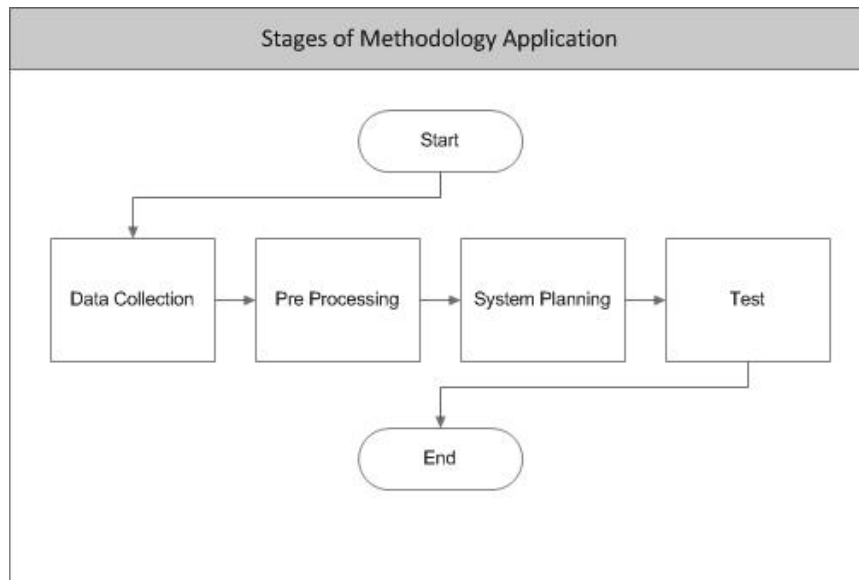 Stages of Methodology Application
Start
Data Collection
Pre Processing
System Planning
Test
End